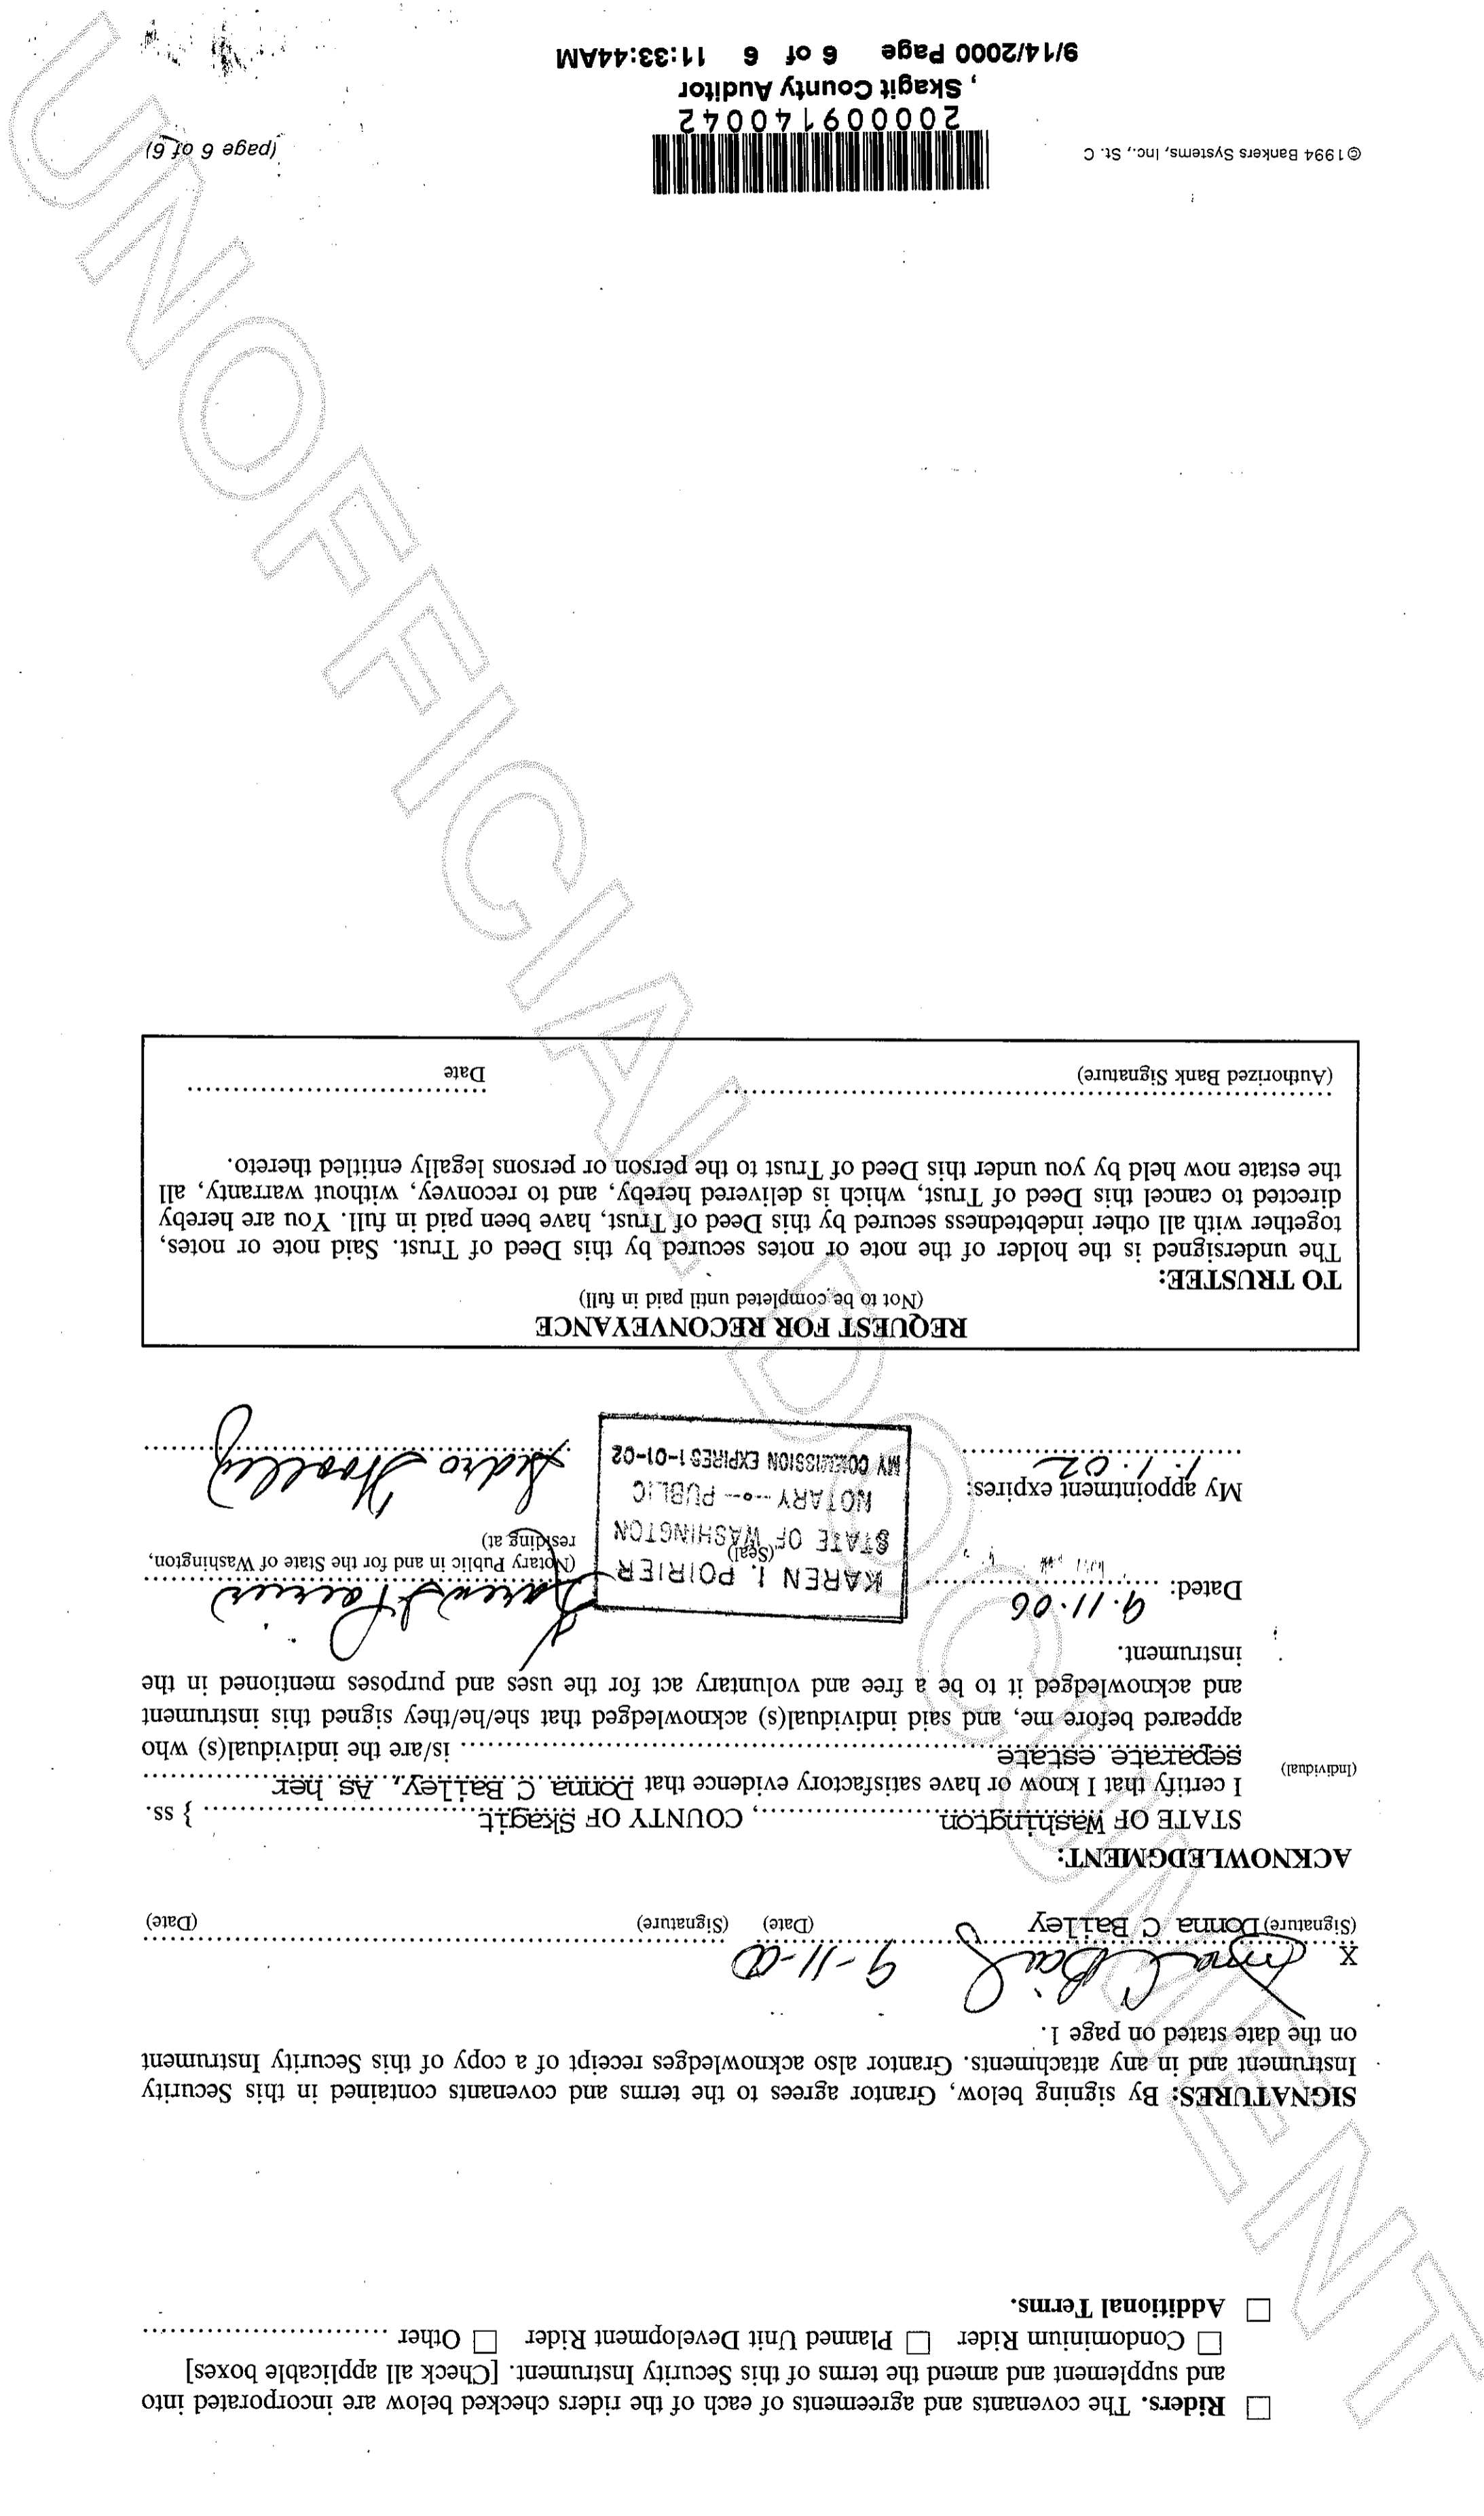 ☐ Riders. The covenants and agreements of each of the riders checked below are incorporated into
and supplement and amend the terms of this Security Instrument. [Check all applicable boxes]
☐ Condominium Rider ☐ Planned Unit Development Rider ☐ Other ..............................
☐ Additional Terms.
SIGNATURES: By signing below, Grantor agrees to the terms and covenants contained in this Security
Instrument and in any attachments. Grantor also acknowledges receipt of a copy of this Security Instrument
on the date stated on page 1.
X Donna C Bailey 9-11-00
(Signature) Donna C Bailey (Date) (Signature) (Date)
ACKNOWLEDGMENT:
STATE OF Washington, COUNTY OF Skagit } ss.
I certify that I know or have satisfactory evidence that Donna C Bailey, As her
(Individual) separate estate is/are the individual(s) who
appeared before me, and said individual(s) acknowledged that she/he/they signed this instrument
and acknowledged it to be a free and voluntary act for the uses and purposes mentioned in the
instrument.
Dated: 9.11.00
Karen I Poirier
(Notary Public in and for the State of Washington,
residing at)
(Seal)
KAREN I. POIRIER
STATE OF WASHINGTON
NOTARY --o-- PUBLIC
MY COMMISSION EXPIRES 1-01-02
My appointment expires: 1.1.02
Sedro Woolley
REQUEST FOR RECONVEYANCE
(Not to be completed until paid in full)
TO TRUSTEE:
The undersigned is the holder of the note or notes secured by this Deed of Trust. Said note or notes,
together with all other indebtedness secured by this Deed of Trust, have been paid in full. You are hereby
directed to cancel this Deed of Trust, which is delivered hereby, and to reconvey, without warranty, all
the estate now held by you under this Deed of Trust to the person or persons legally entitled thereto.
(Authorized Bank Signature) Date
©1994 Bankers Systems, Inc., St. C
(page 6 of 6)
200009140042
, Skagit County Auditor
9/14/2000 Page 6 of 6 11:33:44AM
UNOFFICIAL DOCUMENT